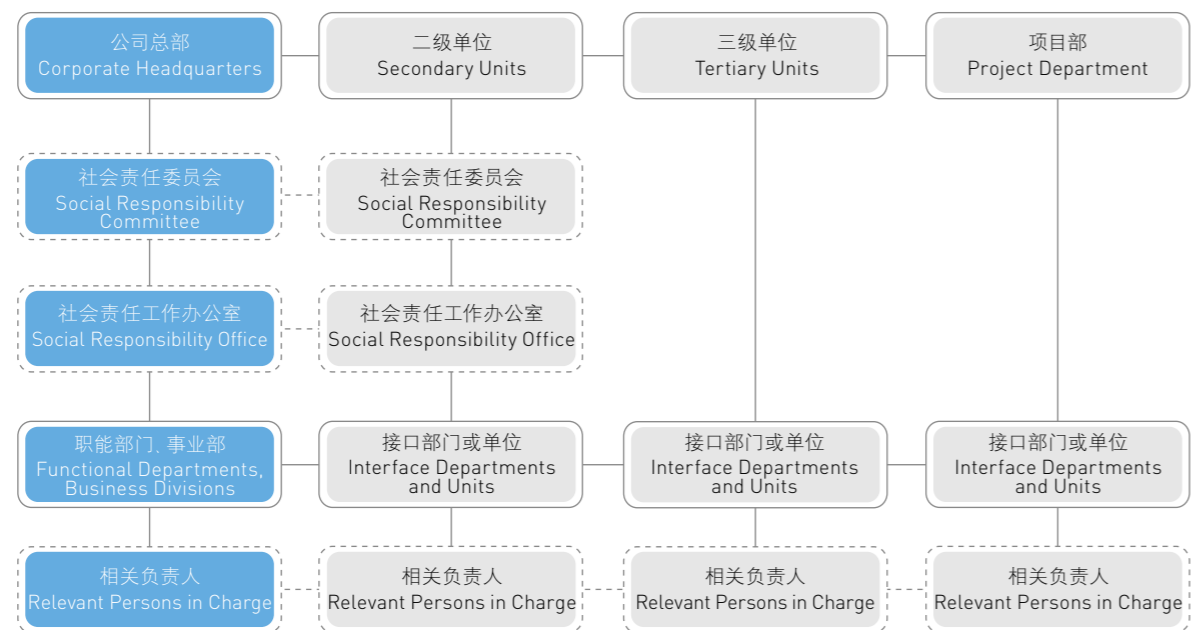 公司总部
Corporate Headquarters
二级单位
Secondary Units
三级单位
Tertiary Units
项目部
Project Department
社会责任委员会
Social Responsibility
Committee
社会责任委员会
Social Responsibility
Committee
社会责任工作办公室
Social Responsibility Office
社会责任工作办公室
Social Responsibility Office
职能部门、事业部
Functional Departments,
Business Divisions
接口部门或单位
Interface Departments
and Units
接口部门或单位
Interface Departments
and Units
接口部门或单位
Interface Departments
and Units
相关负责人
Relevant Persons in Charge
相关负责人
Relevant Persons in Charge
相关负责人
Relevant Persons in Charge
相关负责人
Relevant Persons in Charge